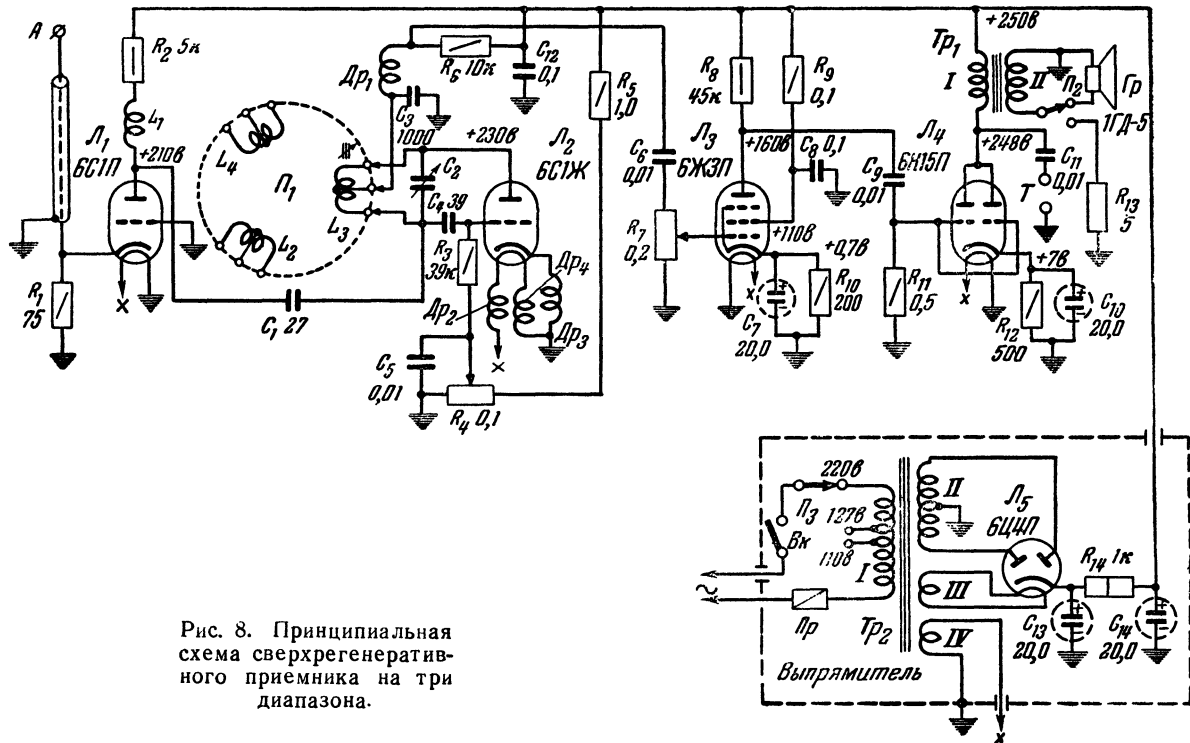 А
R₂ 5к
L₁
Л₁
6С1П
+210в
R₁
75
L₄
П₁
L₂
L₃
III
C₁ 27
Др₁
R₆ 10к
C₃
1000
C₁₂
0,1
R₅
1,0
+230в
Л₂
6С1Ж
C₂
C₄ 39
R₃
39к
Др₂
Др₄
Др₃
C₅
0,01
R₄ 0,1
C₆
0,01
R₇
0,2
R₈
45к
R₉
0,1
Л₃
6Ж3П
+160в
C₈ 0,1
+110в
+0,7в
C₇
20,0
R₁₀
200
C₉
0,01
R₁₁
0,5
+250в
Тр₁
I
II
П₂
Гр
1ГД-5
Л₄
6Н15П
+248в
C₁₁
0,01
Т
R₁₃
5
+7в
R₁₂
500
C₁₀
20,0
х
х
х
х
220в
П₃
127в
Вк
110в
I
Пр
Тр₂
II
III
IV
Л₅
6Ц4П
R₁₄ 1к
C₁₃
20,0
C₁₄
20,0
Выпрямитель
х
Рис. 8. Принципиальная
схема сверхрегенератив-
ного приемника на три
диапазона.